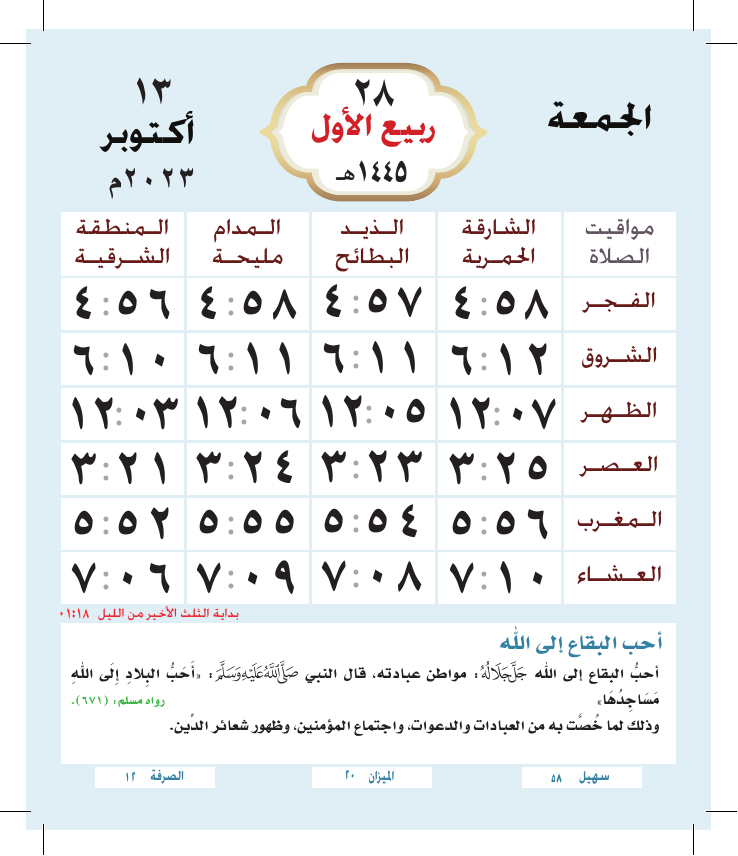 الجمعة
٢٨
ربيع الأول
١٤٤٥هـ
١٣
أكتوبر
٢٠٢٣م
مواقيت الصلاة | الشارقة الحمرية | الذيد البطائح | المدام مليحة | المنطقة الشرقية
الفجر ٤:٥٨ ٤:٥٧ ٤:٥٨ ٤:٥٦
الشروق ٦:١٢ ٦:١١ ٦:١١ ٦:١٠
الظهر ١٢:٠٧ ١٢:٠٥ ١٢:٠٦ ١٢:٠٣
العصر ٣:٢٥ ٣:٢٣ ٣:٢٤ ٣:٢١
المغرب ٥:٥٦ ٥:٥٤ ٥:٥٥ ٥:٥٢
العشاء ٧:١٠ ٧:٠٨ ٧:٠٩ ٧:٠٦
بداية الثلث الأخير من الليل ٠١:١٨
أحب البقاع إلى الله
أحبُّ البقاع إلى الله جَلَّ جَلَالُهُ: مواطن عبادته، قال النبي صَلَّى اللَّهُ عَلَيْهِ وَسَلَّمَ: «أَحَبُّ البِلَادِ إِلَى اللهِ
مَسَاجِدُهَا» رواه مسلم: (٦٧١).
وذلك لما خُصَّت به من العبادات والدعوات، واجتماع المؤمنين، وظهور شعائر الدِّين.
سهيل ٥٨ الميزان ٢٠ الصرفة ١٢